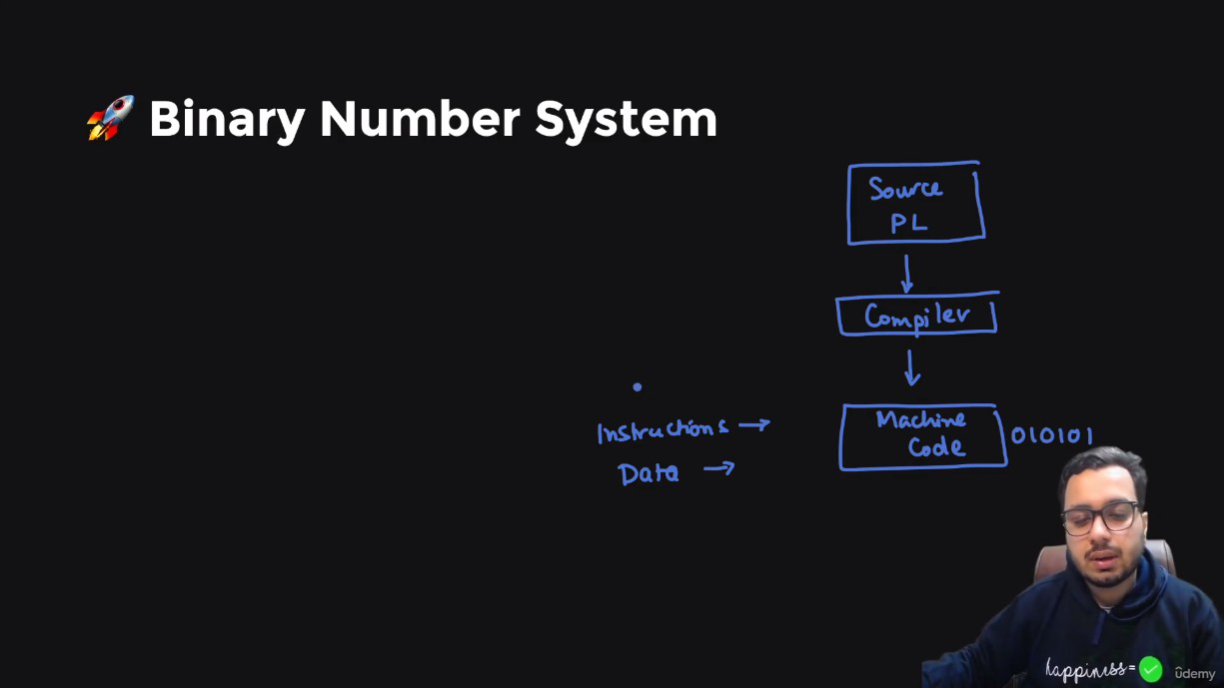 🚀 Binary Number System
Source
PL
Compiler
Machine
Code
010101
Instructions →
Data →
happiness=
ûdemy